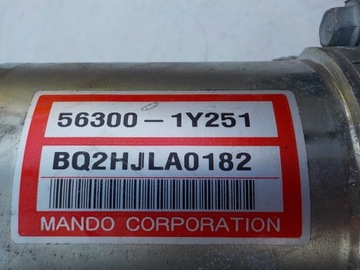 56300-1Y251
BQ2HJLA0182
MANDO CORPORATION